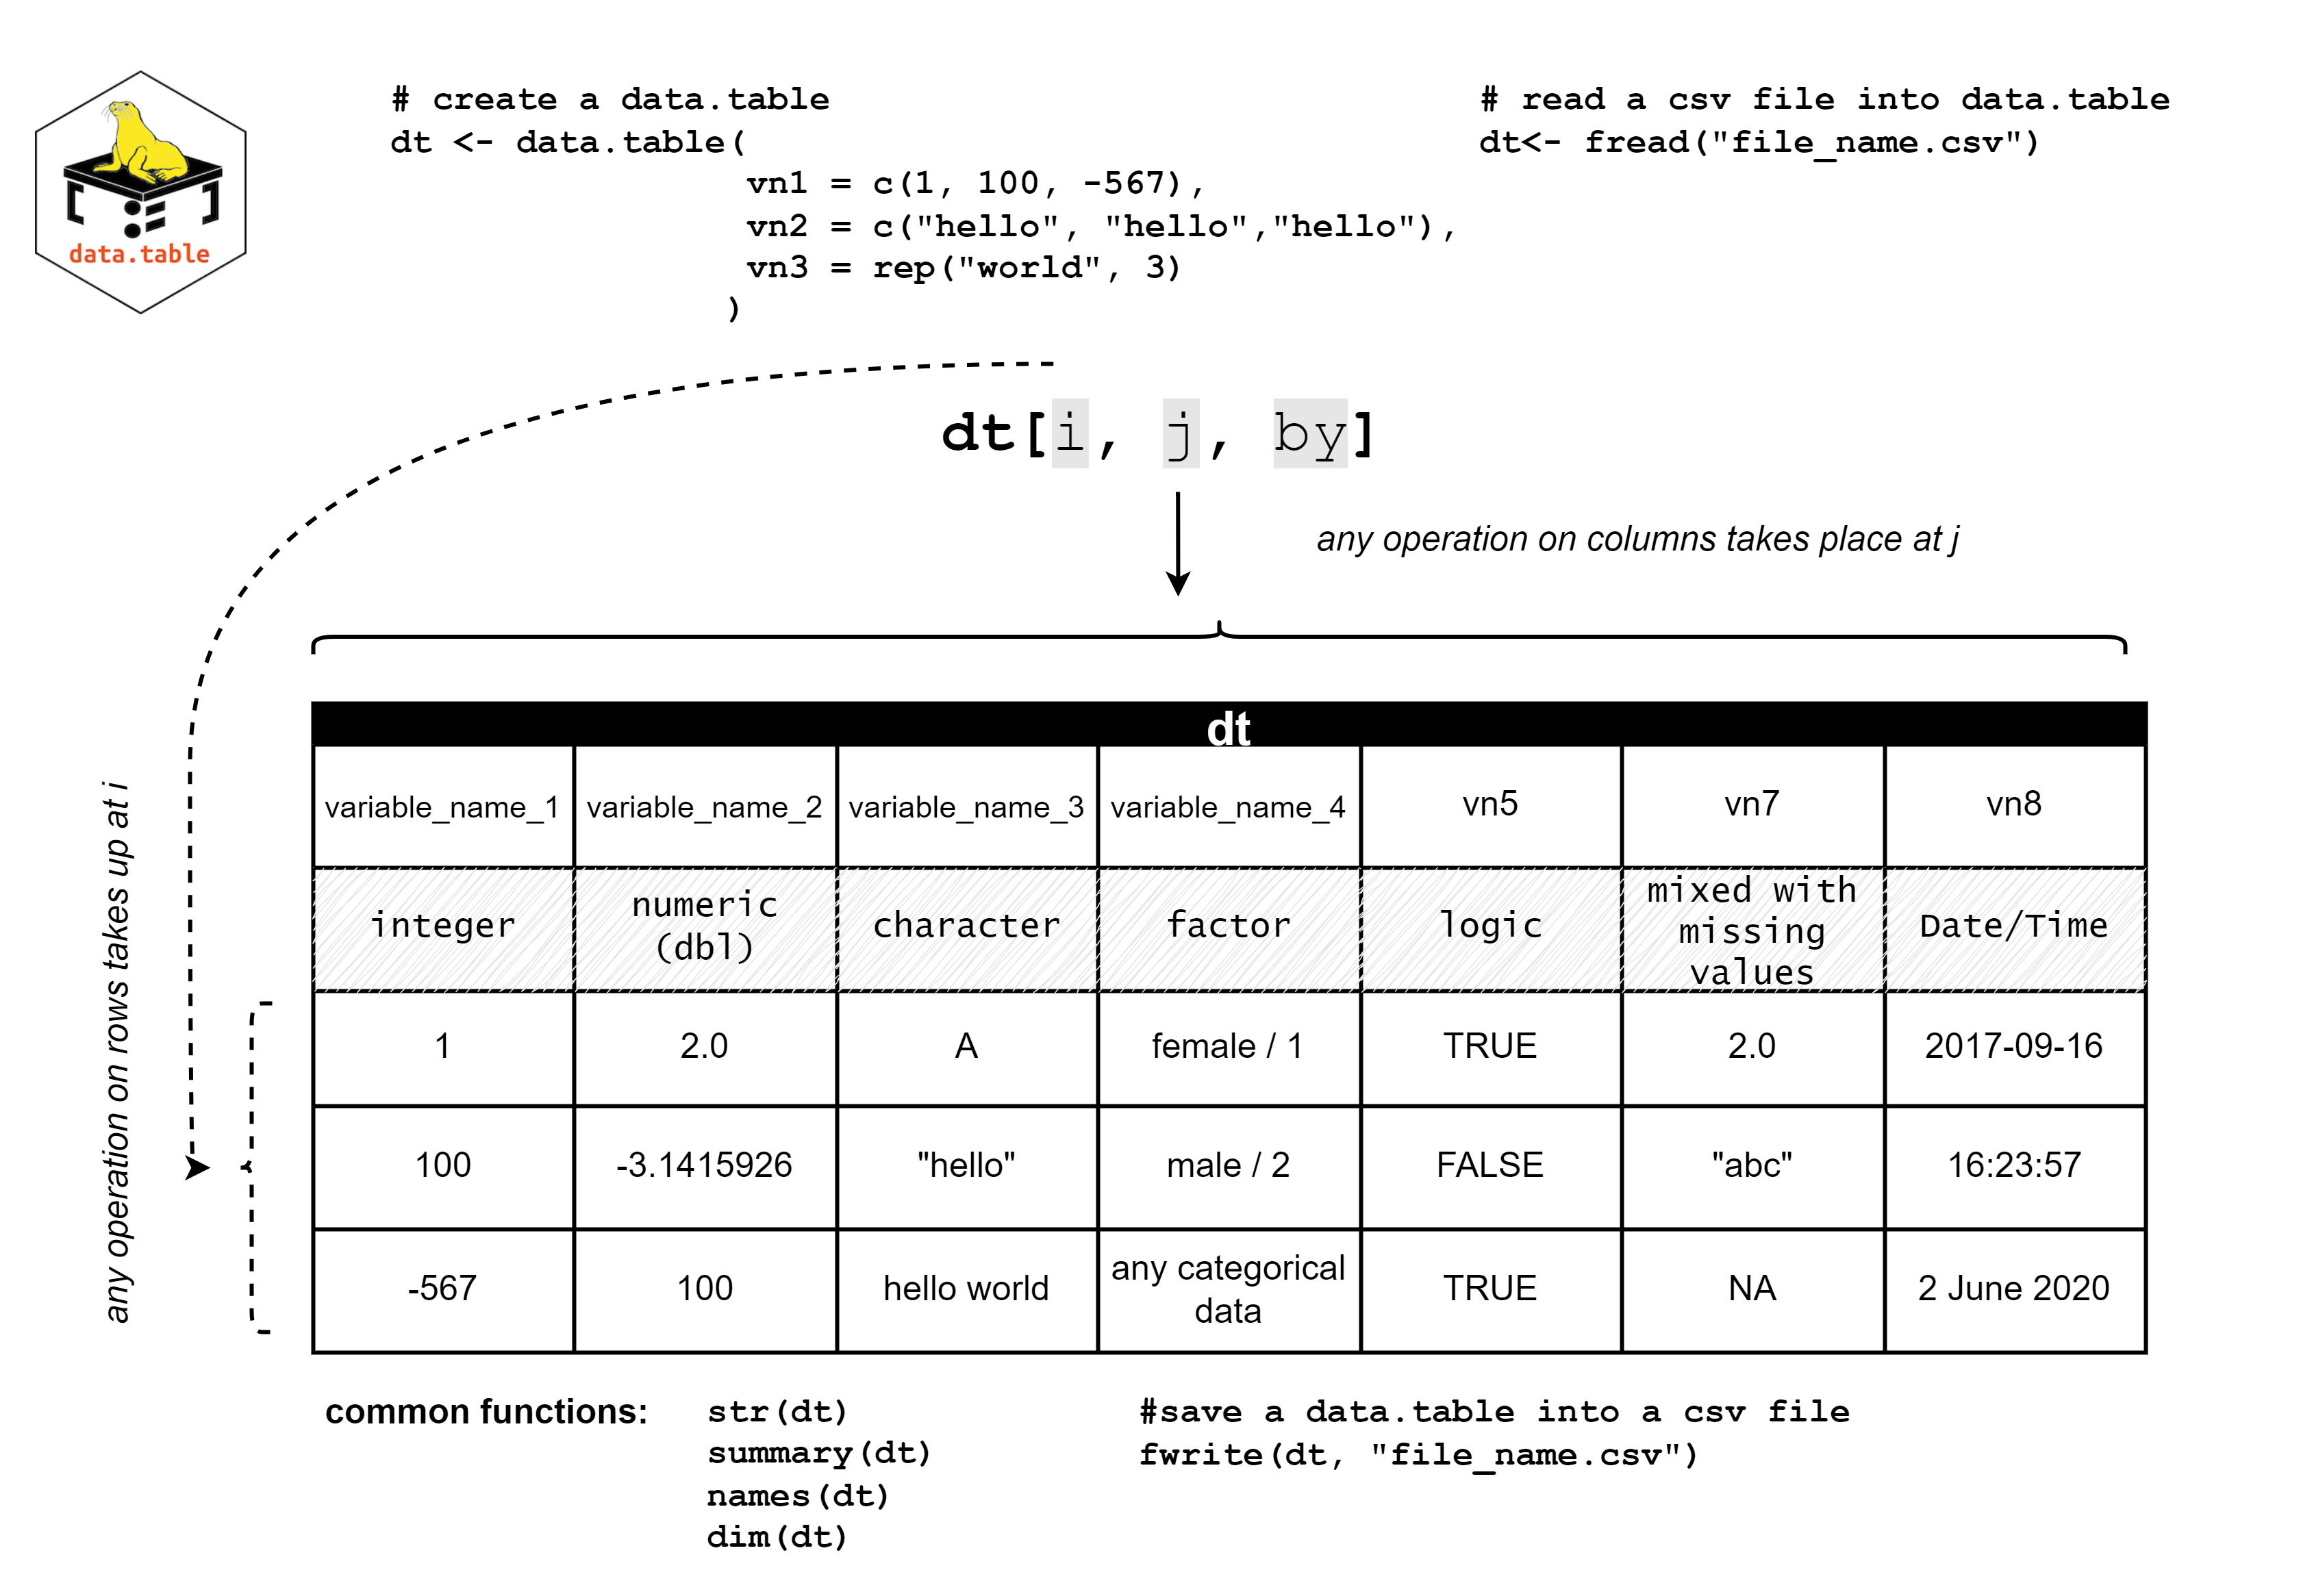 data.table
# create a data.table
dt <- data.table(
vn1 = c(1, 100, -567),
vn2 = c("hello", "hello","hello"),
vn3 = rep("world", 3)
)
# read a csv file into data.table
dt<- fread("file_name.csv")
dt[i, j, by]
any operation on columns takes place at j
any operation on rows takes up at i
dt
variable_name_1 variable_name_2 variable_name_3 variable_name_4 vn5 vn7 vn8
integer
numeric
(dbl)
character
factor
logic
mixed with
missing
values
Date/Time
1 2.0 A female / 1 TRUE 2.0 2017-09-16
100 -3.1415926 "hello" male / 2 FALSE "abc" 16:23:57
-567 100 hello world
any categorical
data
TRUE NA 2 June 2020
common functions:
str(dt)
summary(dt)
names(dt)
dim(dt)
#save a data.table into a csv file
fwrite(dt, "file_name.csv")